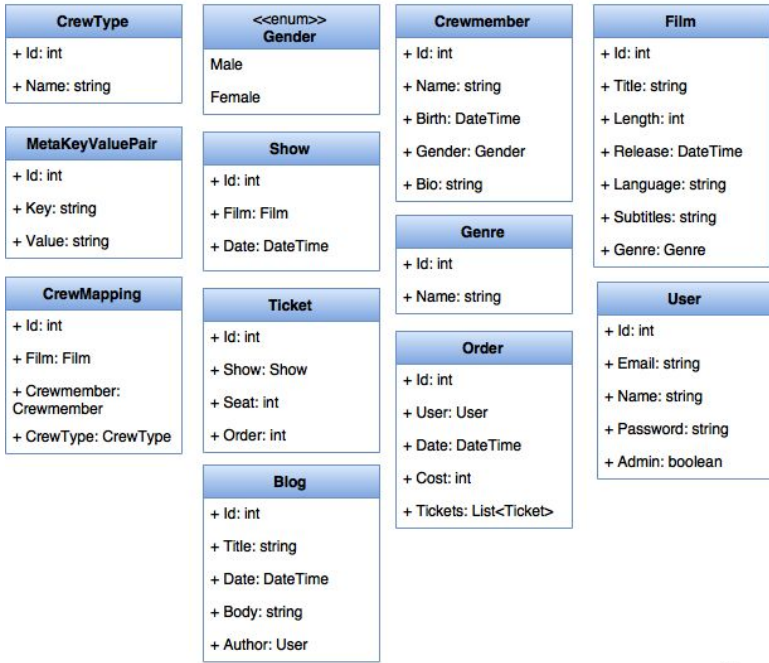 CrewType
+ Id: int
+ Name: string
MetaKeyValuePair
+ Id: int
+ Key: string
+ Value: string
CrewMapping
+ Id: int
+ Film: Film
+ Crewmember:
Crewmember
+ CrewType: CrewType
<<enum>>
Gender
Male
Female
Show
+ Id: int
+ Film: Film
+ Date: DateTime
Ticket
+ Id: int
+ Show: Show
+ Seat: int
+ Order: int
Blog
+ Id: int
+ Title: string
+ Date: DateTime
+ Body: string
+ Author: User
Crewmember
+ Id: int
+ Name: string
+ Birth: DateTime
+ Gender: Gender
+ Bio: string
Genre
+ Id: int
+ Name: string
Order
+ Id: int
+ User: User
+ Date: DateTime
+ Cost: int
+ Tickets: List<Ticket>
Film
+ Id: int
+ Title: string
+ Length: int
+ Release: DateTime
+ Language: string
+ Subtitles: string
+ Genre: Genre
User
+ Id: int
+ Email: string
+ Name: string
+ Password: string
+ Admin: boolean